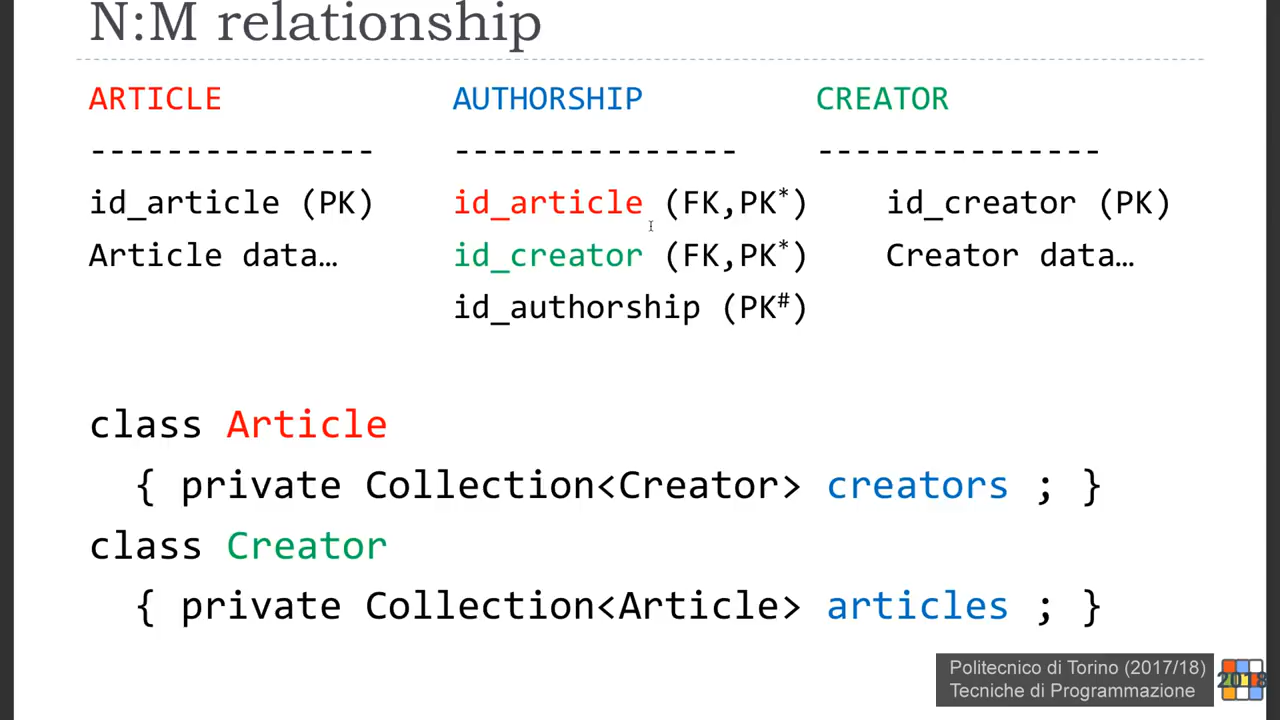 N:M relationship
ARTICLE AUTHORSHIP CREATOR
--------------- --------------- ---------------
id_article (PK) id_article (FK,PK*) id_creator (PK)
Article data… id_creator (FK,PK*) Creator data…
id_authorship (PK#)
class Article
{ private Collection<Creator> creators ; }
class Creator
{ private Collection<Article> articles ; }
Politecnico di Torino (2017/18)
Tecniche di Programmazione
2018